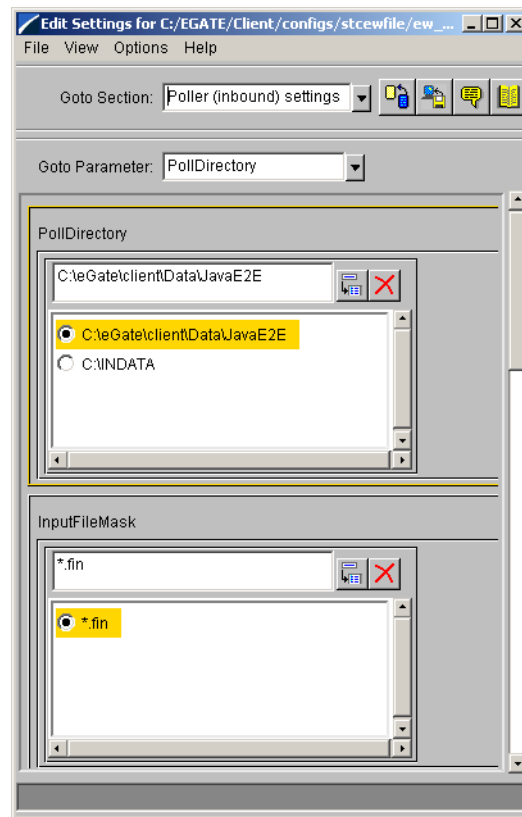 Edit Settings for C:/EGATE/Client/configs/stcewfile/ew_...
File View Options Help
Goto Section: Poller (inbound) settings
Goto Parameter: PollDirectory
PollDirectory
C:\eGate\client\Data\JavaE2E
C:\eGate\client\Data\JavaE2E
C:\INDATA
InputFileMask
*.fin
*.fin